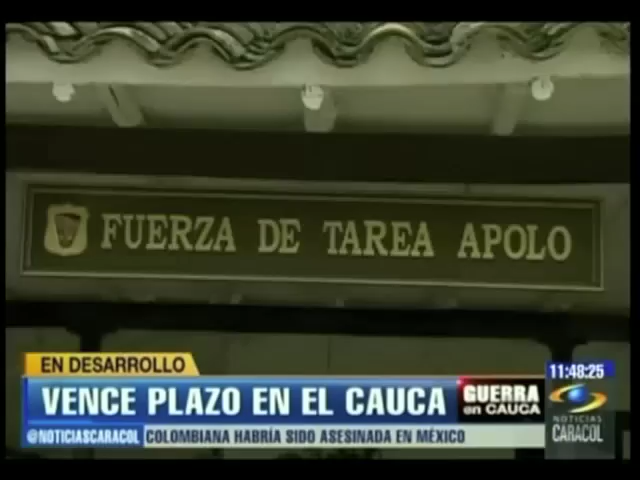 FUERZA DE TAREA APOLO
EN DESARROLLO
11:48:25
VENCE PLAZO EN EL CAUCA
GUERRA
en CAUCA
@NOTICIASCARACOL
COLOMBIANA HABRÍA SIDO ASESINADA EN MÉXICO
NOTICIAS
CARACOL